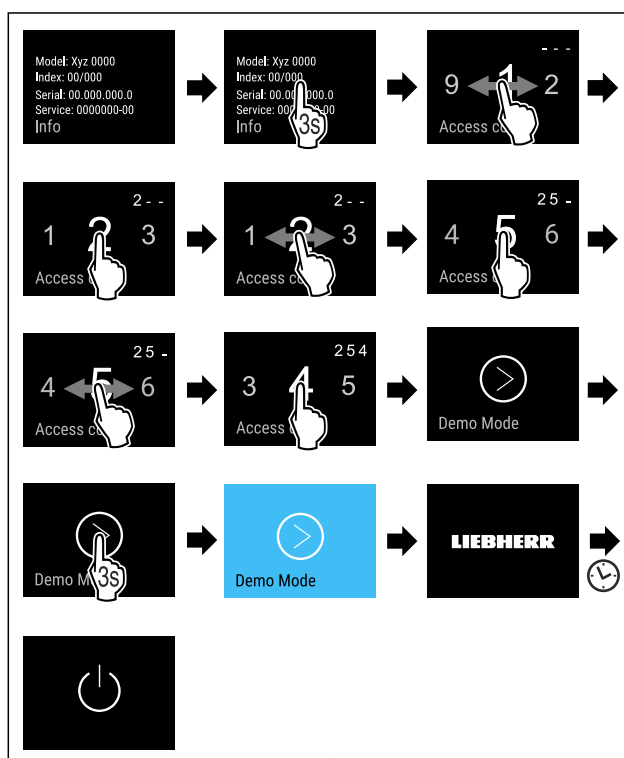 Model: Xyz 0000
Index: 00/000
Serial: 00.000.000.0
Service: 0000000-00
Info
Model: Xyz 0000
Index: 00/000
Serial: 00.00 .000.0
Service: 000 -00
Info
3s
- - -
9 1 2
Access c
2 - -
1 2 3
Access
2 - -
1 2 3
Access c
2 5 -
4 5 6
Access
2 5 -
4 5 6
Access c
2 5 4
3 4 5
Access
Demo Mode
Demo M
3s
Demo Mode
LIEBHERR